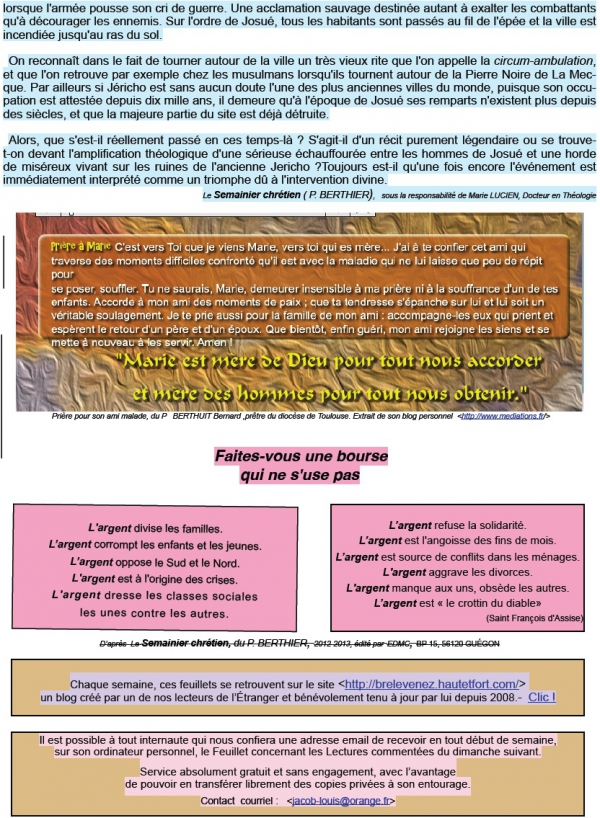 lorsque l'armée pousse son cri de guerre. Une acclamation sauvage destinée autant à exalter les combattants
qu'à décourager les ennemis. Sur l'ordre de Josué, tous les habitants sont passés au fil de l'épée et la ville est
incendiée jusqu'au ras du sol.
On reconnaît dans le fait de tourner autour de la ville un très vieux rite que l'on appelle la circum-ambulation,
et que l'on retrouve par exemple chez les musulmans lorsqu'ils tournent autour de la Pierre Noire de La Mec-
que. Par ailleurs si Jéricho est sans aucun doute l'une des plus anciennes villes du monde, puisque son occu-
pation est attestée depuis dix mille ans, il demeure qu'à l'époque de Josué ses remparts n'existent plus depuis
des siècles, et que la majeure partie du site est déjà détruite.
Alors, que s'est-il réellement passé en ces temps-là ? S'agit-il d'un récit purement légendaire ou se trouve-
t-on devant l'amplification théologique d'une sérieuse échauffourée entre les hommes de Josué et une horde
de miséreux vivant sur les ruines de l'ancienne Jericho ?Toujours est-il qu'une fois encore l'événement est
immédiatement interprété comme un triomphe dû à l'intervention divine.
Le Semainier chrétien ( P. BERTHIER), sous la responsabilité de Marie LUCIEN, Docteur en Théologie
Prière à Marie C'est vers Toi que je viens Marie, vers toi qui es mère... J'ai à te confier cet ami qui
traverse des moments difficiles confronté qu'il est avec la maladie qui ne lui laisse que peu de répit
pour
se poser, souffler. Tu ne saurais, Marie, demeurer insensible à ma prière ni à la souffrance d'un de tes
enfants. Accorde à mon ami des moments de paix ; que ta tendresse s'épanche sur lui et lui soit un
véritable soulagement. Je te prie aussi pour la famille de mon ami : accompagne-les eux qui prient et
espèrent le retour d'un père et d'un époux. Que bientôt, enfin guéri, mon ami rejoigne les siens et se
mette à nouveau à les servir. Amen !
"Marie est mère de Dieu pour tout nous accorder
et mère des hommes pour tout nous obtenir."
Prière pour son ami malade, du P BERTHUIT Bernard ,prêtre du diocèse de Toulouse. Extrait de son blog personnel <http://www.mediations.fr/>
Faites-vous une bourse
qui ne s'use pas
L'argent divise les familles.
L'argent corrompt les enfants et les jeunes.
L'argent oppose le Sud et le Nord.
L'argent est à l'origine des crises.
L'argent dresse les classes sociales
les unes contre les autres.
L'argent refuse la solidarité.
L'argent est l'angoisse des fins de mois.
L'argent est source de conflits dans les ménages.
L'argent aggrave les divorces.
L'argent manque aux uns, obsède les autres.
L'argent est « le crottin du diable»
(Saint François d'Assise)
D'après Le Semainier chrétien, du P. BERTHIER, 2012 2013, édité par EDMC, BP 15, 56120 GUÉGON
Chaque semaine, ces feuillets se retrouvent sur le site <http://brelevenez.hautetfort.com/>
un blog créé par un de nos lecteurs de l'Étranger et bénévolement tenu à jour par lui depuis 2008.- Clic !
Il est possible à tout internaute qui nous confiera une adresse email de recevoir en tout début de semaine,
sur son ordinateur personnel, le Feuillet concernant les Lectures commentées du dimanche suivant.
Service absolument gratuit et sans engagement, avec l'avantage
de pouvoir en transférer librement des copies privées à son entourage.
Contact courriel : <jacob-louis@orange.fr>